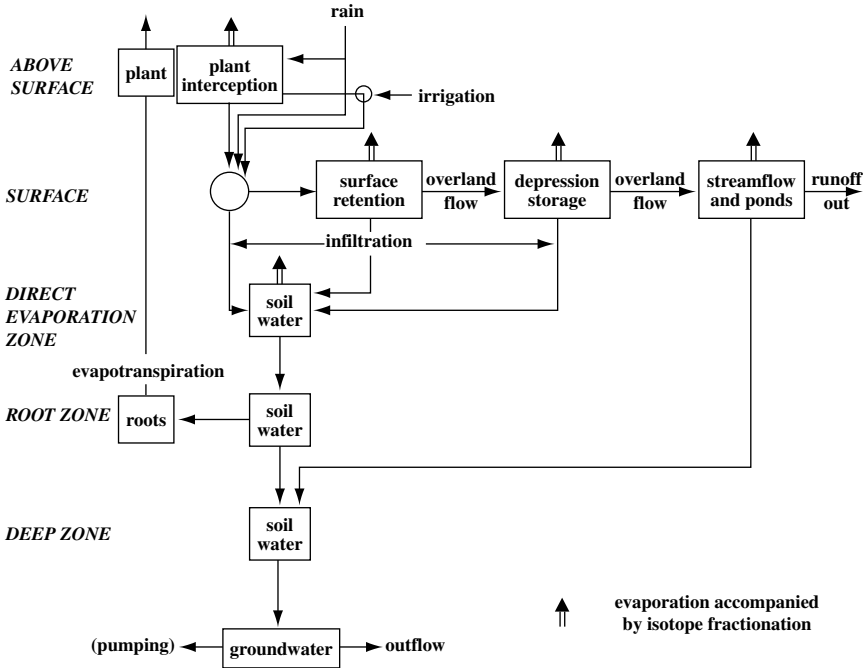 rain
ABOVE
SURFACE
plant
plant
interception
irrigation
SURFACE
surface
retention
overland
flow
depression
storage
overland
flow
streamflow
and ponds
runoff
out
infiltration
DIRECT
EVAPORATION
ZONE
soil
water
evapotranspiration
ROOT ZONE
roots
soil
water
DEEP ZONE
soil
water
evaporation accompanied
by isotope fractionation
(pumping)
groundwater
outflow